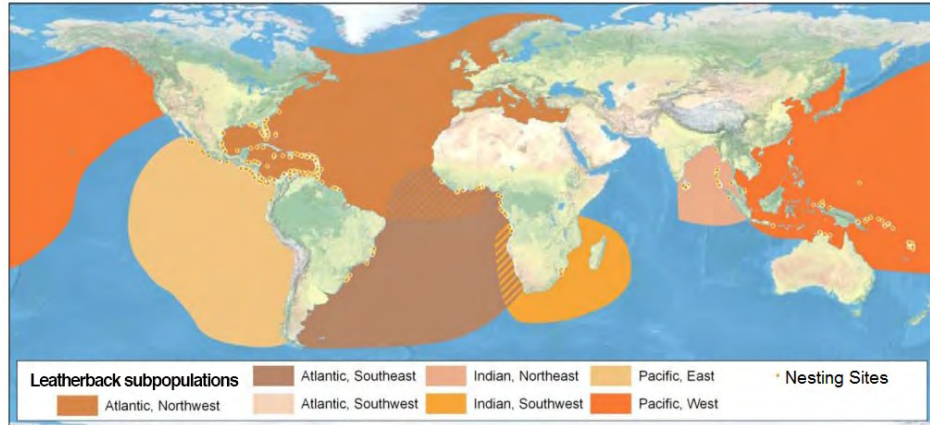 Leatherback subpopulations
Atlantic, Northwest
Atlantic, Southeast
Atlantic, Southwest
Indian, Northeast
Indian, Southwest
Pacific, East
Pacific, West
Nesting Sites